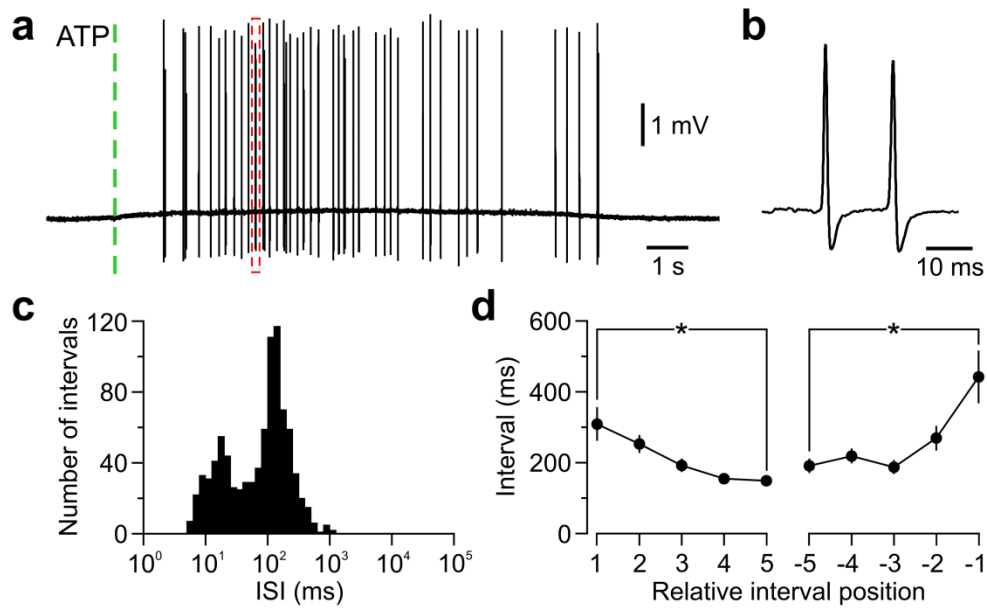 a
ATP
1 mV
1 s
b
10 ms
c
Number of intervals
120
80
40
0
10⁰ 10¹ 10² 10³ 10⁴ 10⁵
ISI (ms)
d
Interval (ms)
600
400
200
0
* *
1 2 3 4 5 -5 -4 -3 -2 -1
Relative interval position